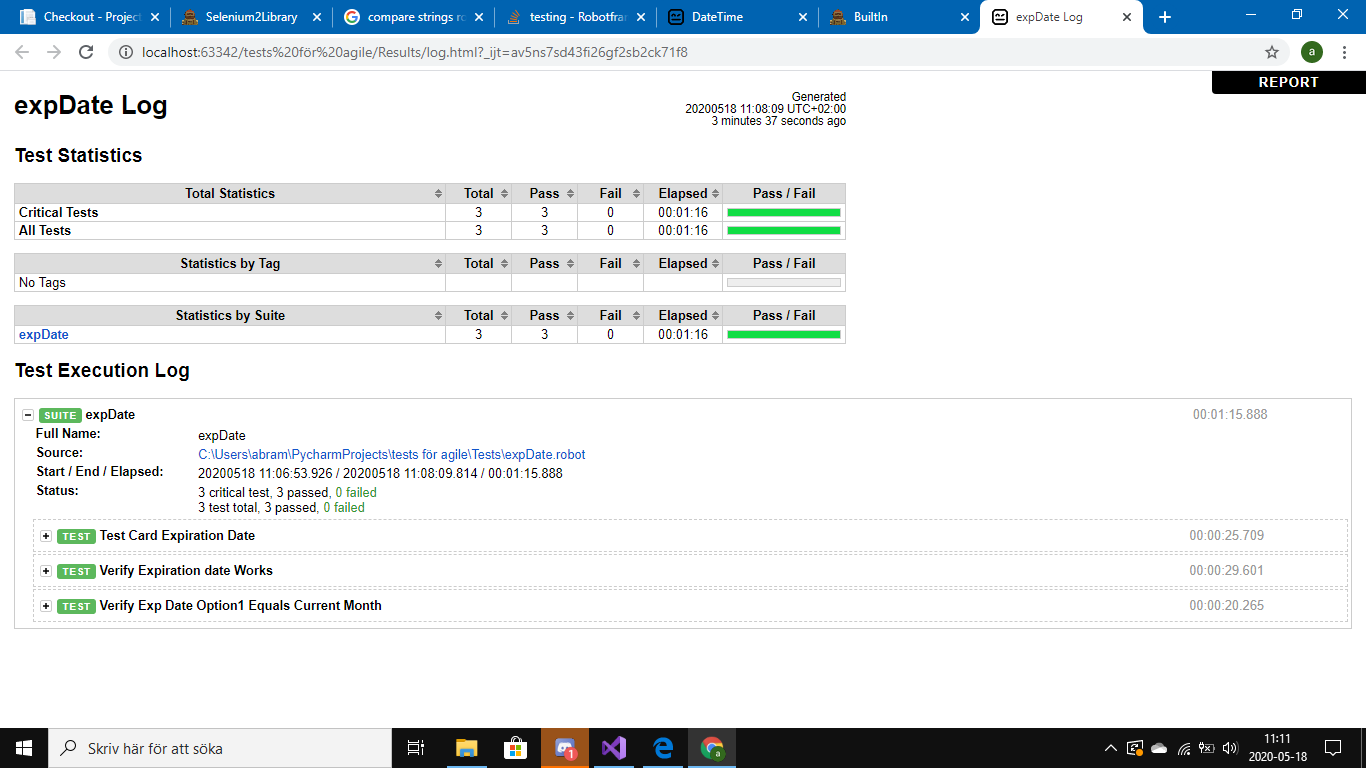 Checkout - Project
Selenium2Library
compare strings ro
testing - Robotfra
DateTime
BuiltIn
expDate Log
localhost:63342/tests%20för%20agile/Results/log.html?_ijt=av5ns7sd43fi26gf2sb2ck71f8
a
REPORT
expDate Log
Generated
20200518 11:08:09 UTC+02:00
3 minutes 37 seconds ago
Test Statistics
Total Statistics Total Pass Fail Elapsed Pass / Fail
Critical Tests 3 3 0 00:01:16
All Tests 3 3 0 00:01:16
Statistics by Tag Total Pass Fail Elapsed Pass / Fail
No Tags
Statistics by Suite Total Pass Fail Elapsed Pass / Fail
expDate 3 3 0 00:01:16
Test Execution Log
SUITE expDate 00:01:15.888
Full Name: expDate
Source: C:\Users\abram\PycharmProjects\tests för agile\Tests\expDate.robot
Start / End / Elapsed: 20200518 11:06:53.926 / 20200518 11:08:09.814 / 00:01:15.888
Status: 3 critical test, 3 passed, 0 failed
3 test total, 3 passed, 0 failed
TEST Test Card Expiration Date 00:00:25.709
TEST Verify Expiration date Works 00:00:29.601
TEST Verify Exp Date Option1 Equals Current Month 00:00:20.265
Skriv här för att söka
1
a
11:11
2020-05-18